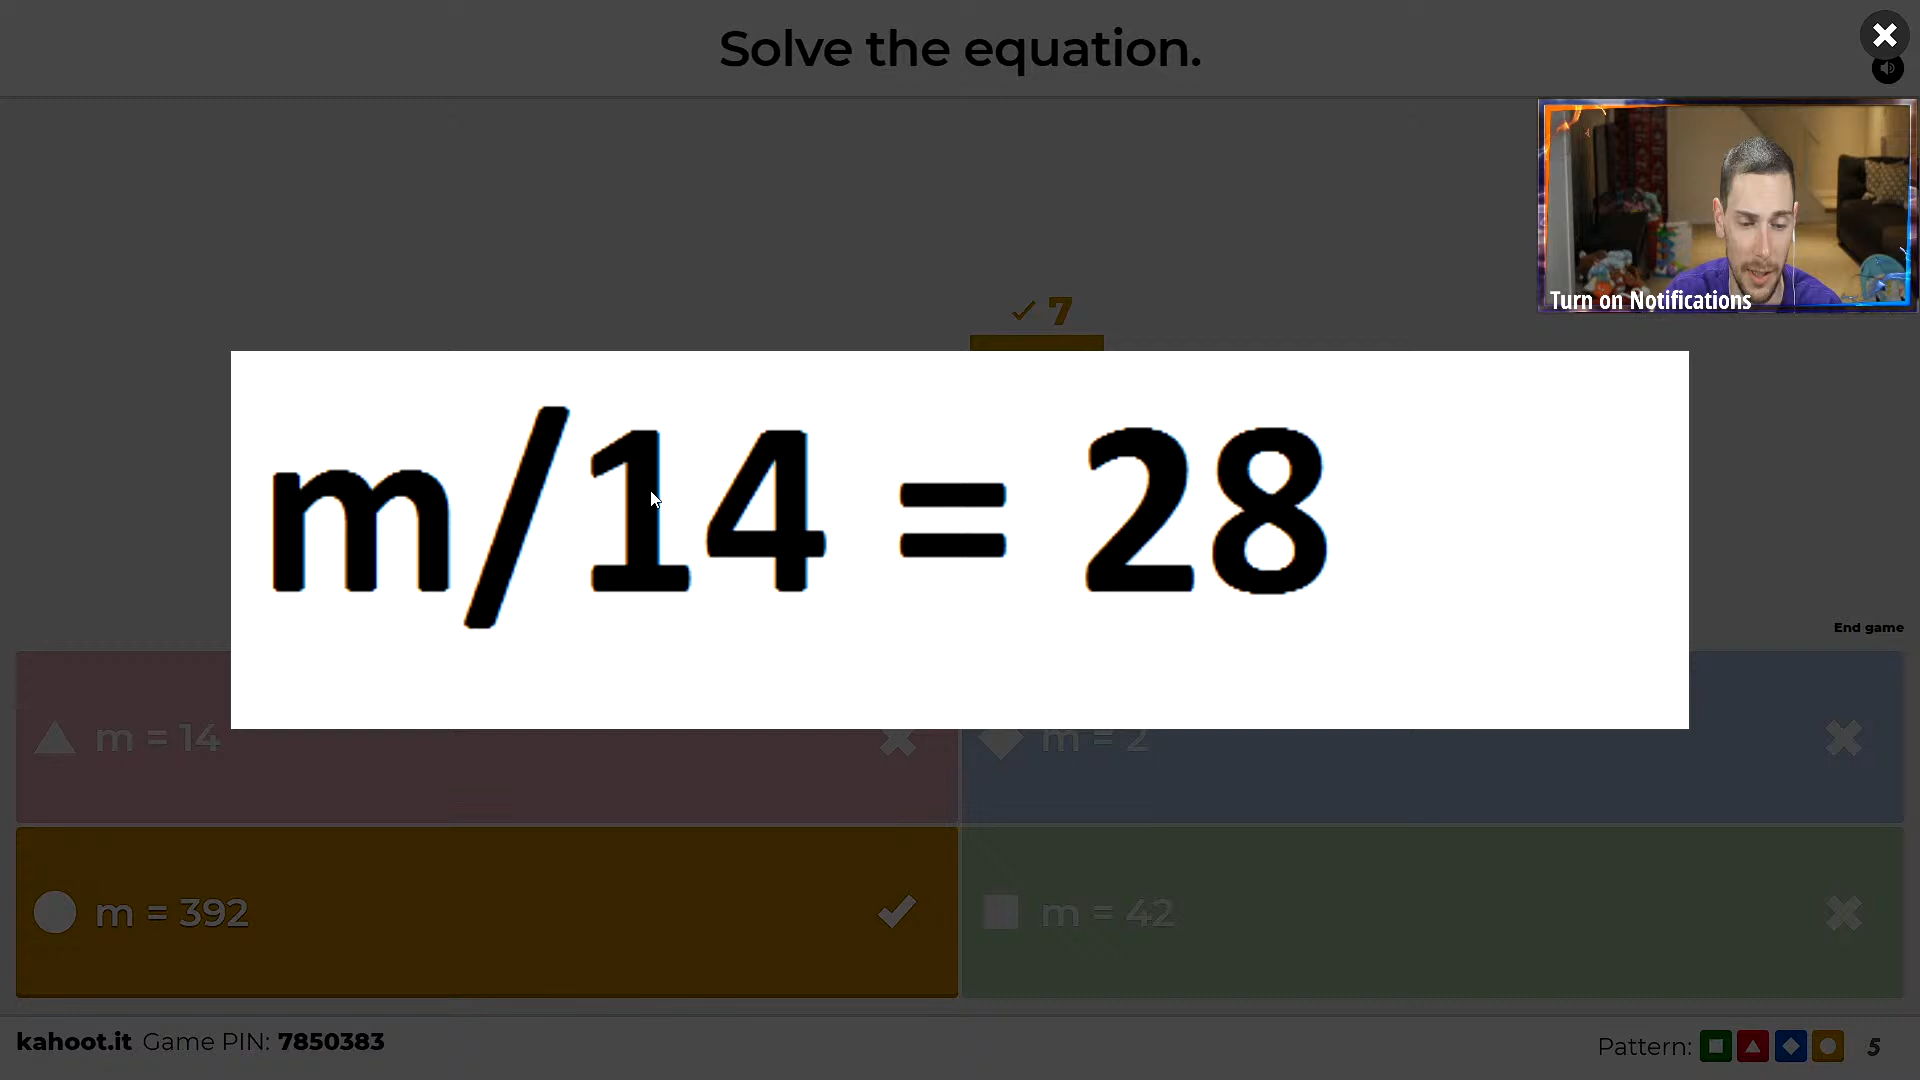 Solve the equation.
Turn on Notifications
7
m/14 = 28
End game
m = 14
m = 2
m = 392
m = 42
kahoot.it Game PIN: 7850383
Pattern: 5